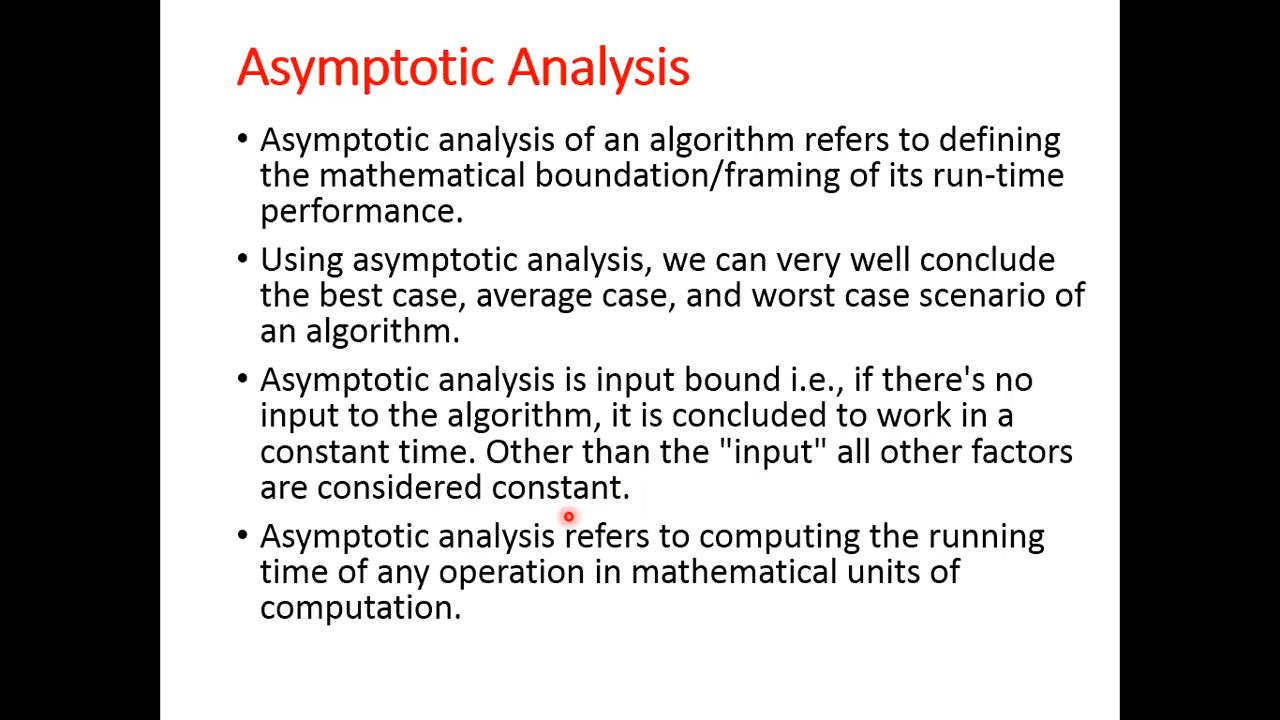 Asymptotic Analysis
• Asymptotic analysis of an algorithm refers to defining
the mathematical boundation/framing of its run-time
performance.
• Using asymptotic analysis, we can very well conclude
the best case, average case, and worst case scenario of
an algorithm.
• Asymptotic analysis is input bound i.e., if there's no
input to the algorithm, it is concluded to work in a
constant time. Other than the "input" all other factors
are considered constant.
• Asymptotic analysis refers to computing the running
time of any operation in mathematical units of
computation.